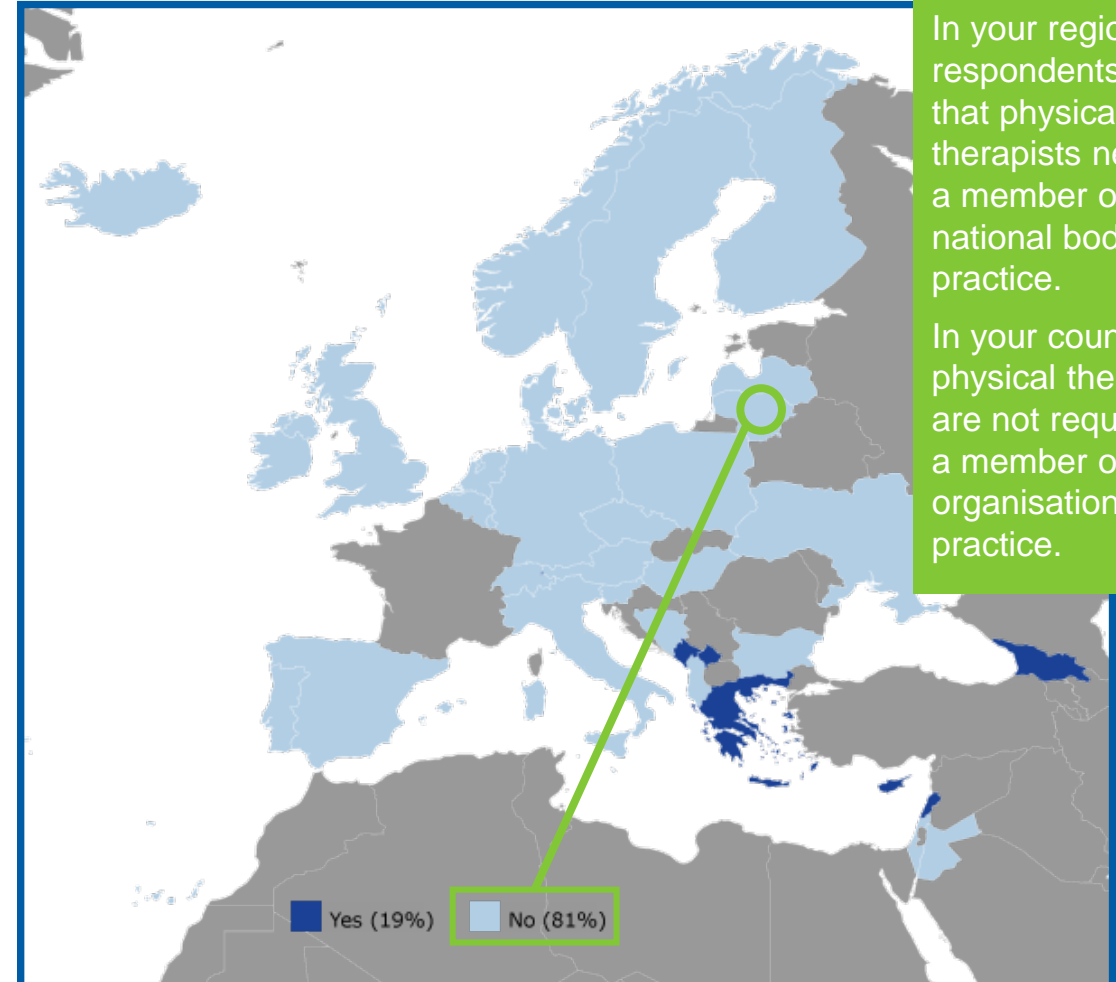 In your regio
respondents
that physica
therapists ne
a member o
national bod
practice.
In your coun
physical the
are not requ
a member o
organisation
practice.
Yes (19%)
No (81%)